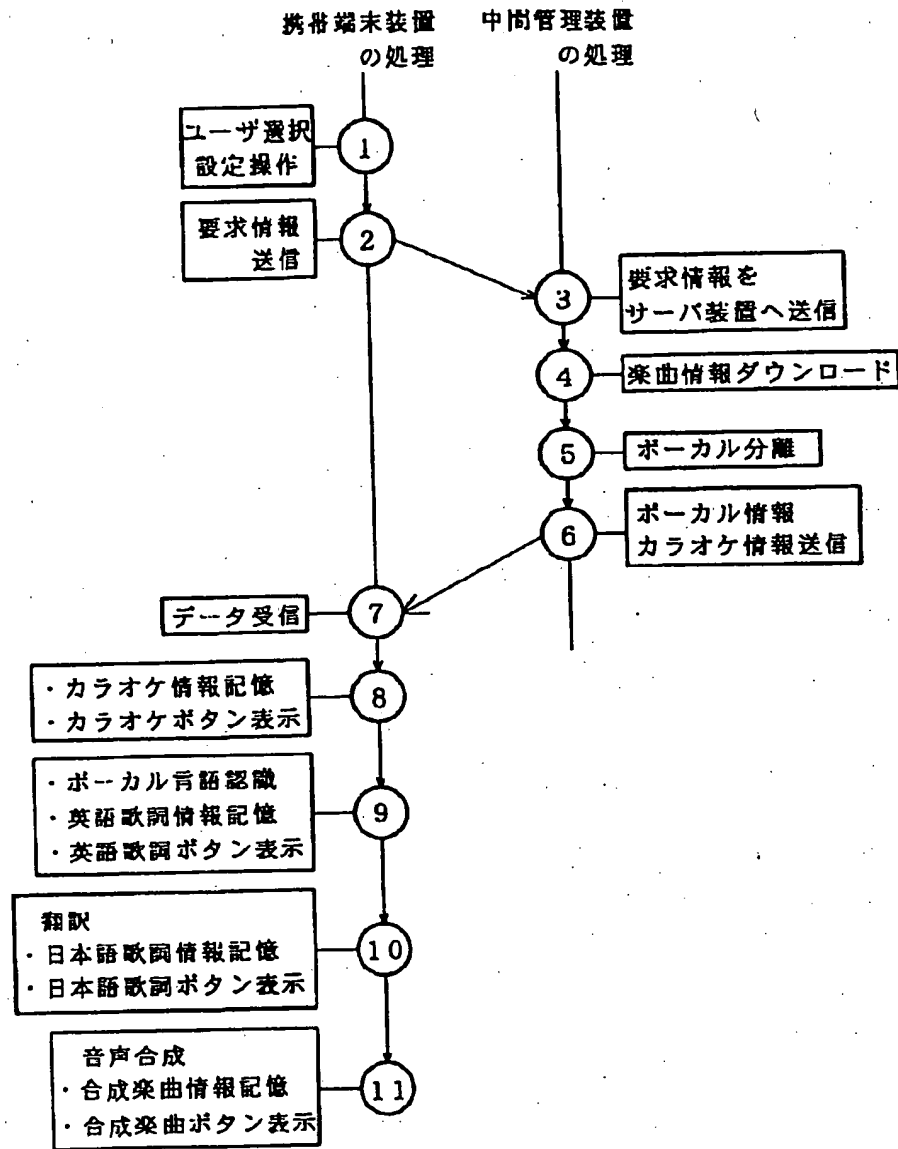 携帯端末装置
の処理
中間管理装置
の処理
ユーザ選択
設定操作
1
要求情報
送信
2
3
要求情報を
サーバ装置へ送信
4
楽曲情報ダウンロード
5
ボーカル分離
6
ボーカル情報
カラオケ情報送信
データ受信
7
・カラオケ情報記憶
・カラオケボタン表示
8
・ボーカル言語認識
・英語歌詞情報記憶
・英語歌詞ボタン表示
9
翻訳
・日本語歌詞情報記憶
・日本語歌詞ボタン表示
10
音声合成
・合成楽曲情報記憶
・合成楽曲ボタン表示
11